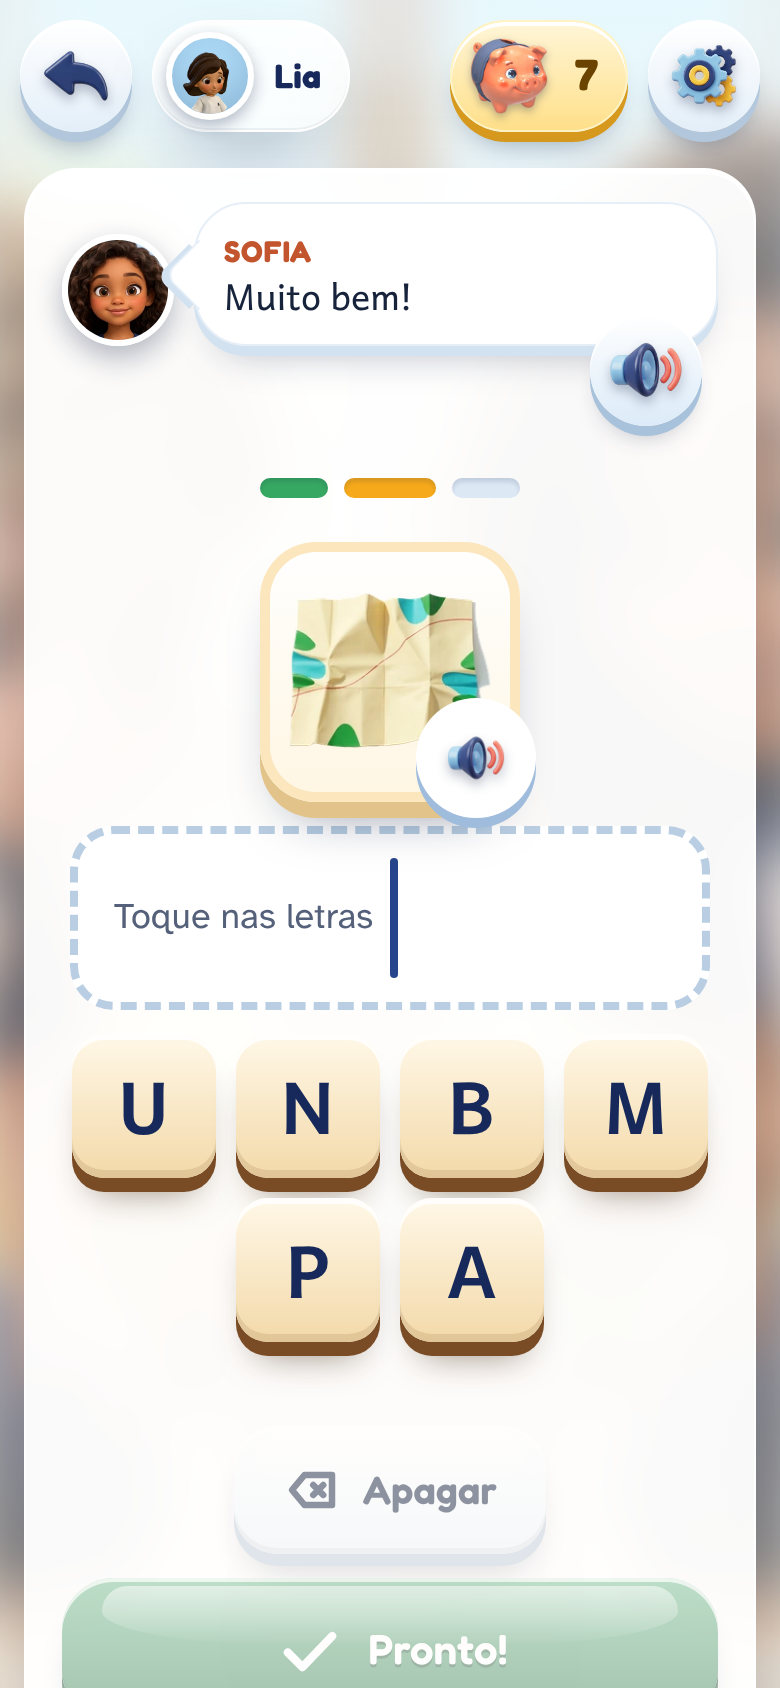 Lia
7
SOFIA
Muito bem!
Toque nas letras
U N B M
P A
Apagar
Pronto!